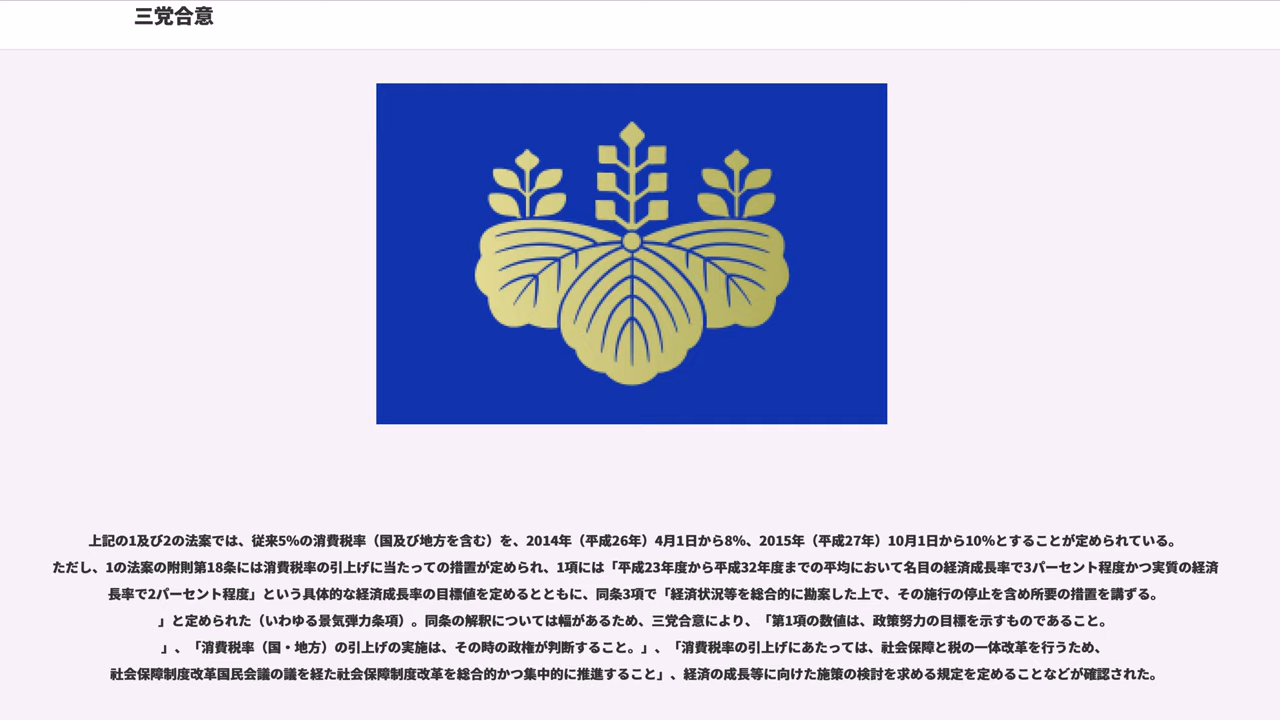 三党合意
上記の1及び2の法案では、従来5%の消費税率（国及び地方を含む）を、2014年（平成26年）4月1日から8%、2015年（平成27年）10月1日から10%とすることが定められている。
ただし、1の法案の附則第18条には消費税率の引上げに当たっての措置が定められ、1項には「平成23年度から平成32年度までの平均において名目の経済成長率で3パーセント程度かつ実質の経済
長率で2パーセント程度」という具体的な経済成長率の目標値を定めるとともに、同条3項で「経済状況等を総合的に勘案した上で、その施行の停止を含め所要の措置を講ずる。
」と定められた（いわゆる景気弾力条項）。同条の解釈については幅があるため、三党合意により、「第1項の数値は、政策努力の目標を示すものであること。
」、「消費税率（国・地方）の引上げの実施は、その時の政権が判断すること。」、「消費税率の引上げにあたっては、社会保障と税の一体改革を行うため、
社会保障制度改革国民会議の議を経た社会保障制度改革を総合的かつ集中的に推進すること」、経済の成長等に向けた施策の検討を求める規定を定めることなどが確認された。